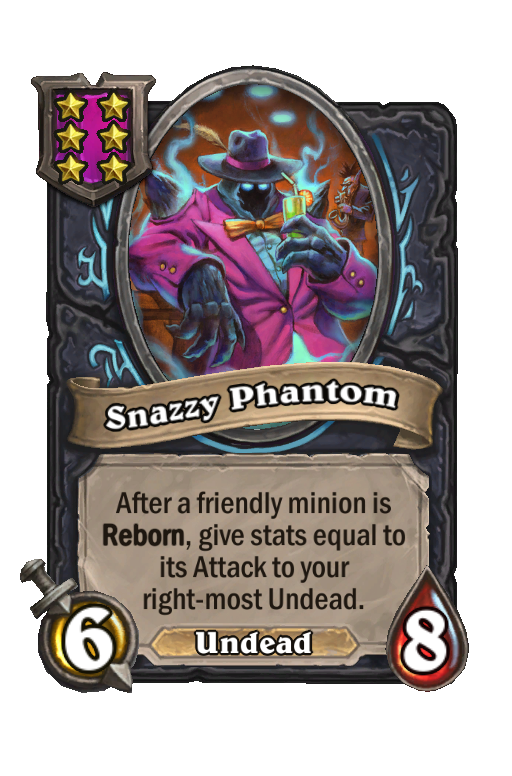 Snazzy Phantom
After a friendly minion is
Reborn, give stats equal to
its Attack to your
right-most Undead.
6
Undead
8